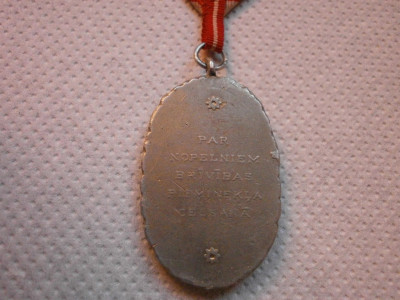 PAR
NOPELNIEM
BRĪVĪBAS
PIEMINEKĻA
CELŠANĀ